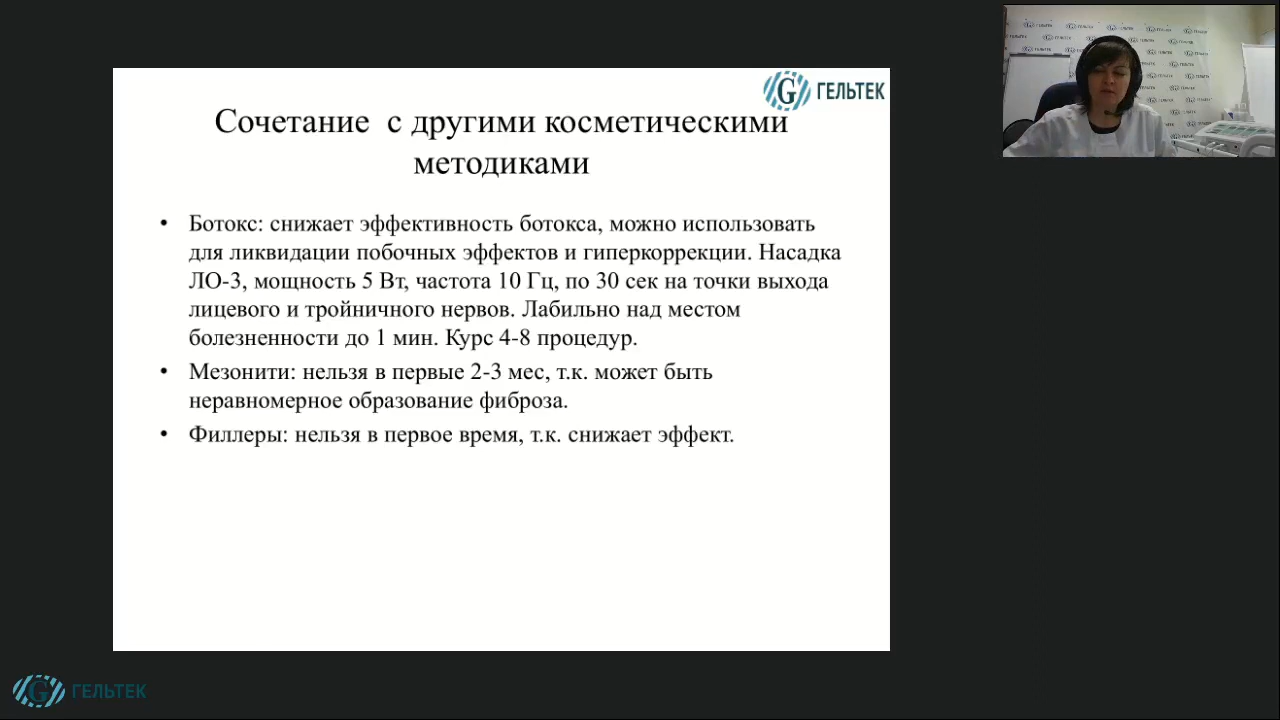 ГЕЛЬТЕК
Сочетание с другими косметическими
методиками
• Ботокс: снижает эффективность ботокса, можно использовать
для ликвидации побочных эффектов и гиперкоррекции. Насадка
ЛО-3, мощность 5 Вт, частота 10 Гц, по 30 сек на точки выхода
лицевого и тройничного нервов. Лабильно над местом
болезненности до 1 мин. Курс 4-8 процедур.
• Мезонити: нельзя в первые 2-3 мес, т.к. может быть
неравномерное образование фиброза.
• Филлеры: нельзя в первое время, т.к. снижает эффект.
ГЕЛЬТЕК